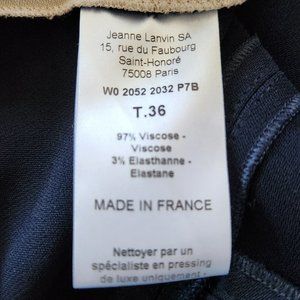 Jeanne Lanvin SA
15, rue du Faubourg
Saint-Honoré
75008 Paris
W0 2052 2032 P7B
T.36
97% Viscose -
Viscose
3% Elasthanne -
Elastane
MADE IN FRANCE
Nettoyer par un
spécialiste en pressing
de luxe uniquement.